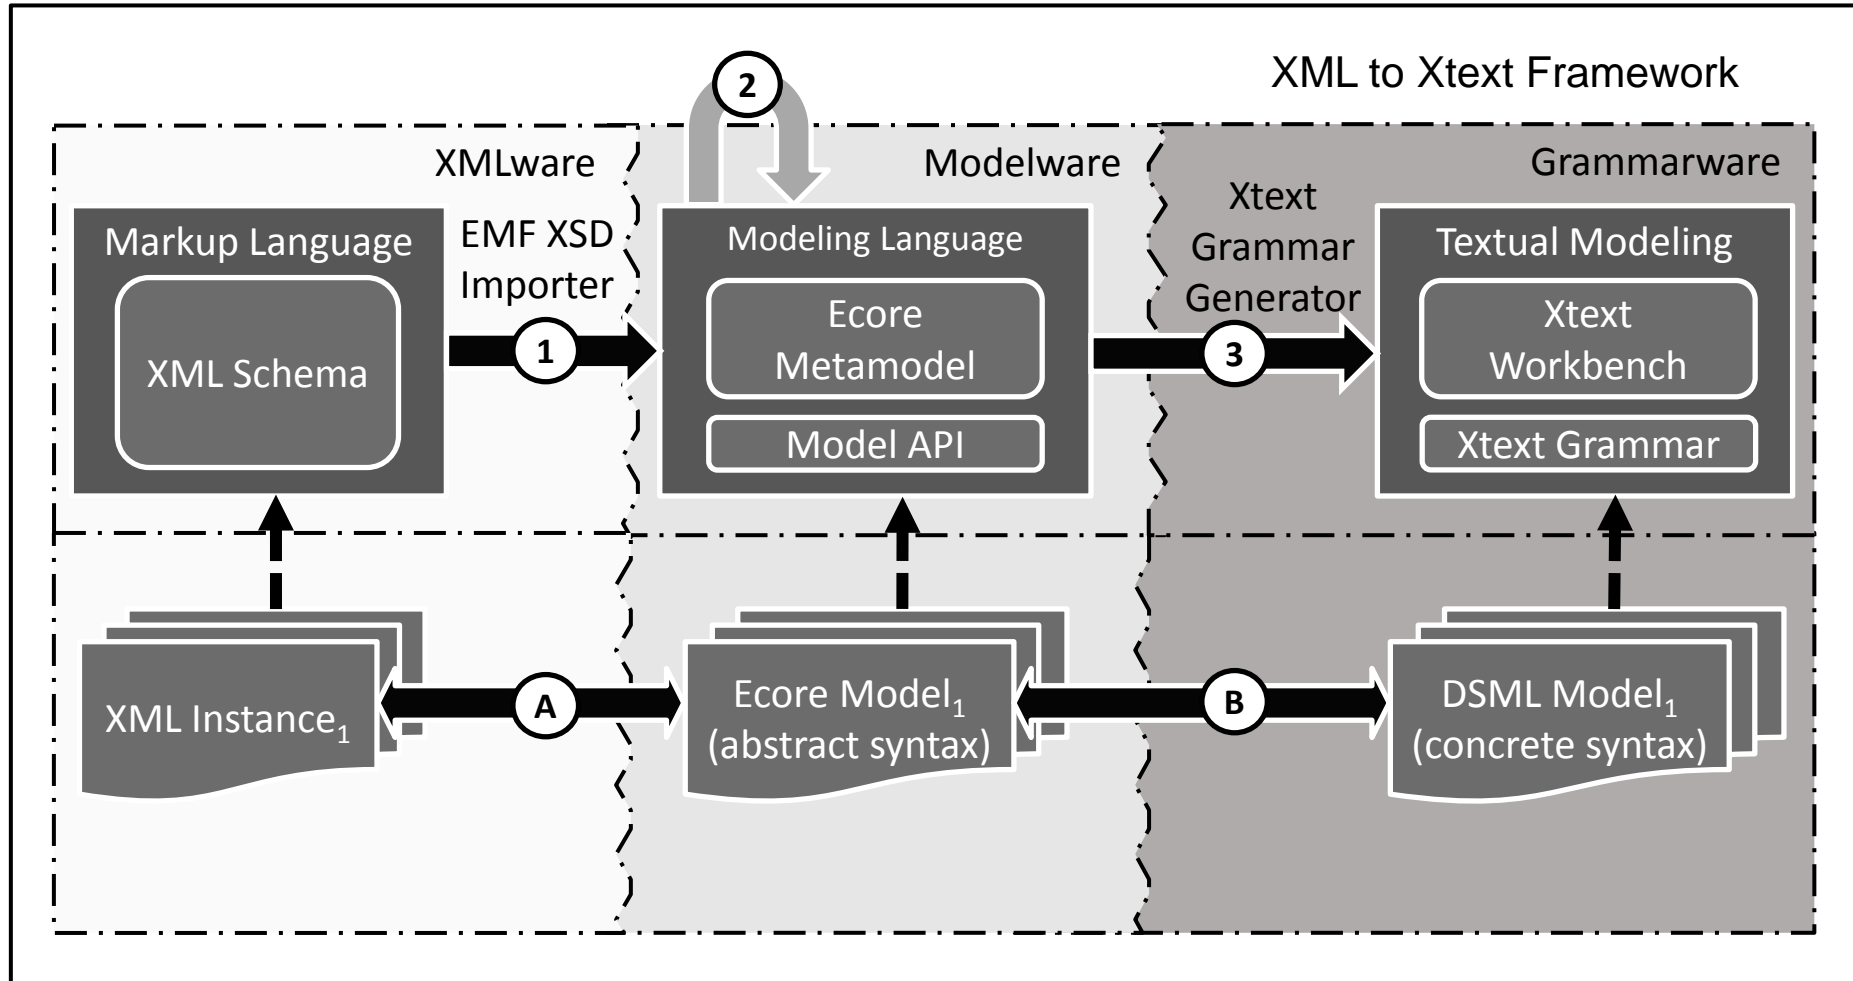 XML to Xtext Framework
2
XMLware
Modelware
Grammarware
Markup Language
XML Schema
EMF XSD
Importer
1
Modeling Language
Ecore
Metamodel
Model API
Xtext
Grammar
Generator
3
Textual Modeling
Xtext
Workbench
Xtext Grammar
XML Instance₁
A
Ecore Model₁
(abstract syntax)
B
DSML Model₁
(concrete syntax)